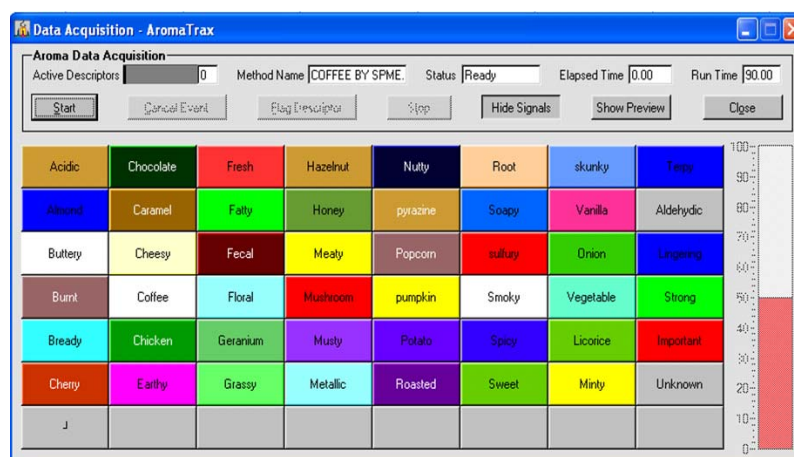 Data Acquisition - AromaTrax
Aroma Data Acquisition
Active Descriptors 0 Method Name COFFEE BY SPME. Status Ready Elapsed Time 0.00 Run Time 90.00
Start Cancel Event Flag Descriptor Stop Hide Signals Show Preview Close
Acidic Chocolate Fresh Hazelnut Nutty Root skunky
Almond Caramel Fatty Honey pyrazine Soapy Vanilla Aldehydic
Buttery Cheesy Fecal Meaty Popcorn sulfury Onion Lingering
Burnt Coffee Floral Mushroom pumpkin Smoky Vegetable Strong
Bready Chicken Geranium Musty Potato Spicy Licorice Important
Cherry Earthy Grassy Metallic Roasted Sweet Minty Unknown
100
90
80
70
60
50
40
30
20
10
0